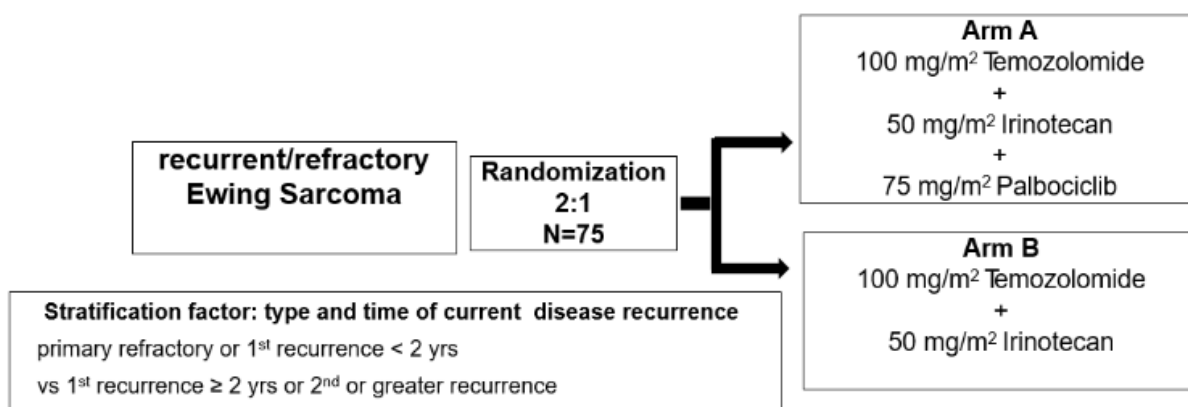 recurrent/refractory
Ewing Sarcoma
Randomization
2:1
N=75
Arm A
100 mg/m² Temozolomide
+
50 mg/m² Irinotecan
+
75 mg/m² Palbociclib
Arm B
100 mg/m² Temozolomide
+
50 mg/m² Irinotecan
Stratification factor: type and time of current disease recurrence
primary refractory or 1ˢᵗ recurrence < 2 yrs
vs 1ˢᵗ recurrence ≥ 2 yrs or 2ⁿᵈ or greater recurrence